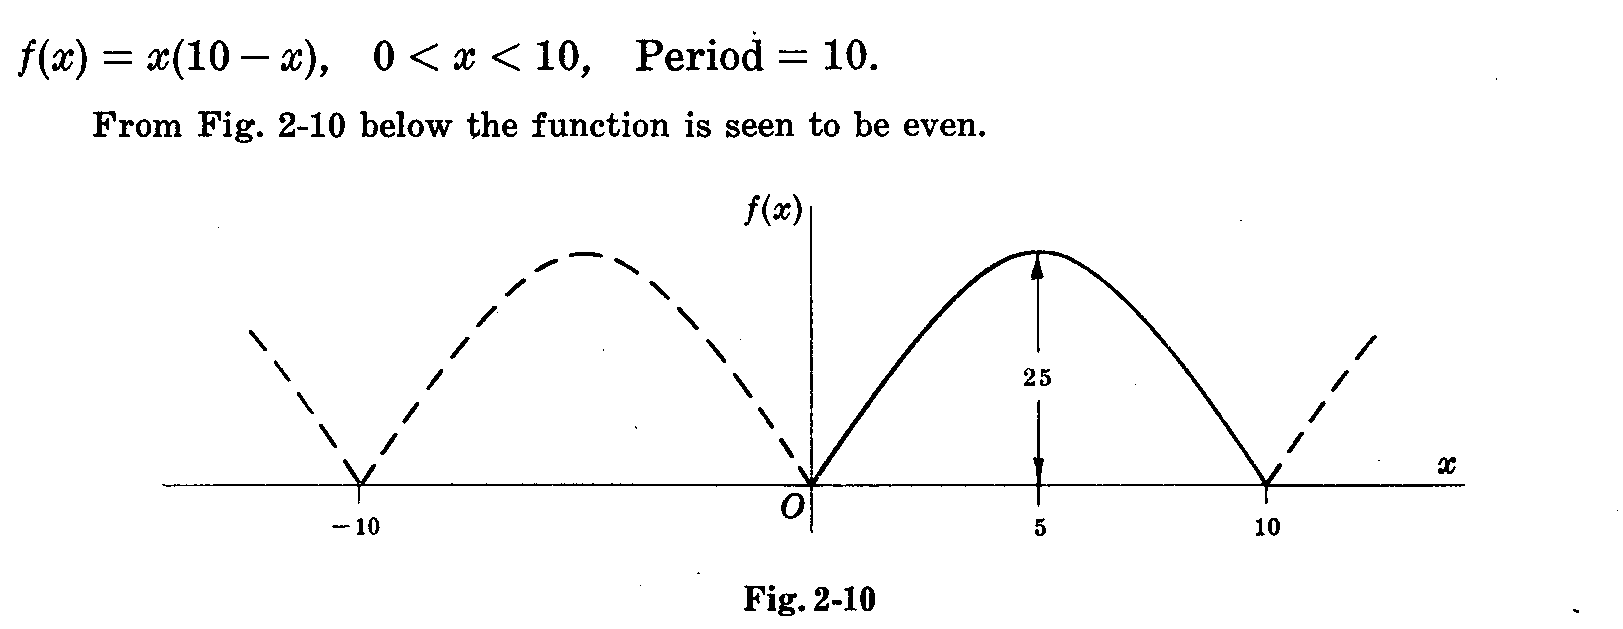 f(x) = x(10 − x), 0 < x < 10, Period = 10.
From Fig. 2-10 below the function is seen to be even.
f(x)
25
x
O
−10
5
10
Fig. 2-10